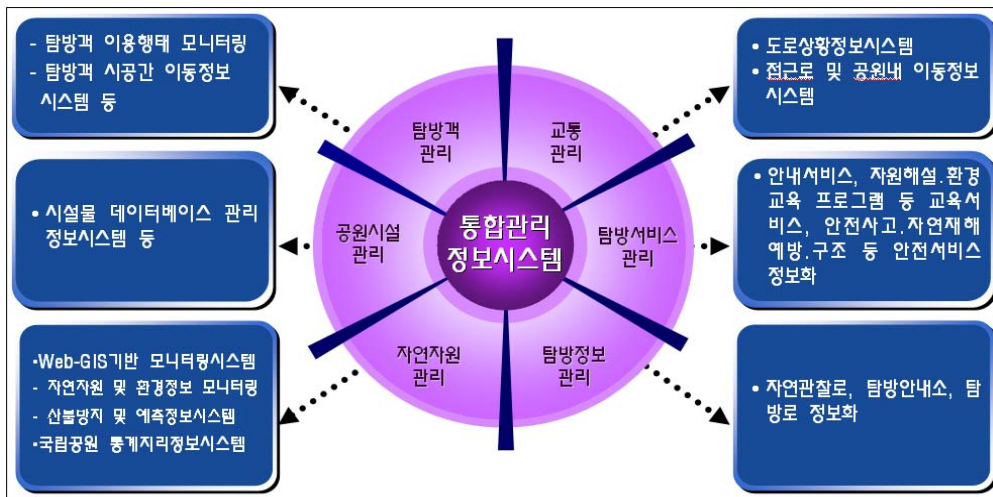 - 탐방객 이용행태 모니터링
- 탐방객 시공간 이동정보
시스템 등
• 시설물 데이터베이스 관리
정보시스템 등
•Web-GIS기반 모니터링시스템
- 자연자원 및 환경정보 모니터링
- 산불방지 및 예측정보시스템
•국립공원 통계지리정보시스템
탐방객
관리
교통
관리
공원시설
관리
통합관리
정보시스템
탐방서비스
관리
자연자원
관리
탐방정보
관리
• 도로상황정보시스템
• 접근로 및 공원내 이동정보
시스템
• 안내서비스, 자원해설.환경
교육 프로그램 등 교육서
비스, 안전사고.자연재해
예방.구조 등 안전서비스
정보화
• 자연관찰로, 탐방안내소, 탐
방로 정보화